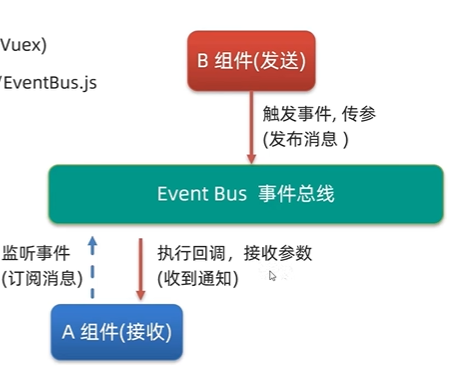 Vuex)
/EventBus.js
B 组件(发送)
触发事件, 传参
(发布消息 )
Event Bus 事件总线
监听事件
(订阅消息)
执行回调，接收参数
(收到通知)
A 组件(接收)